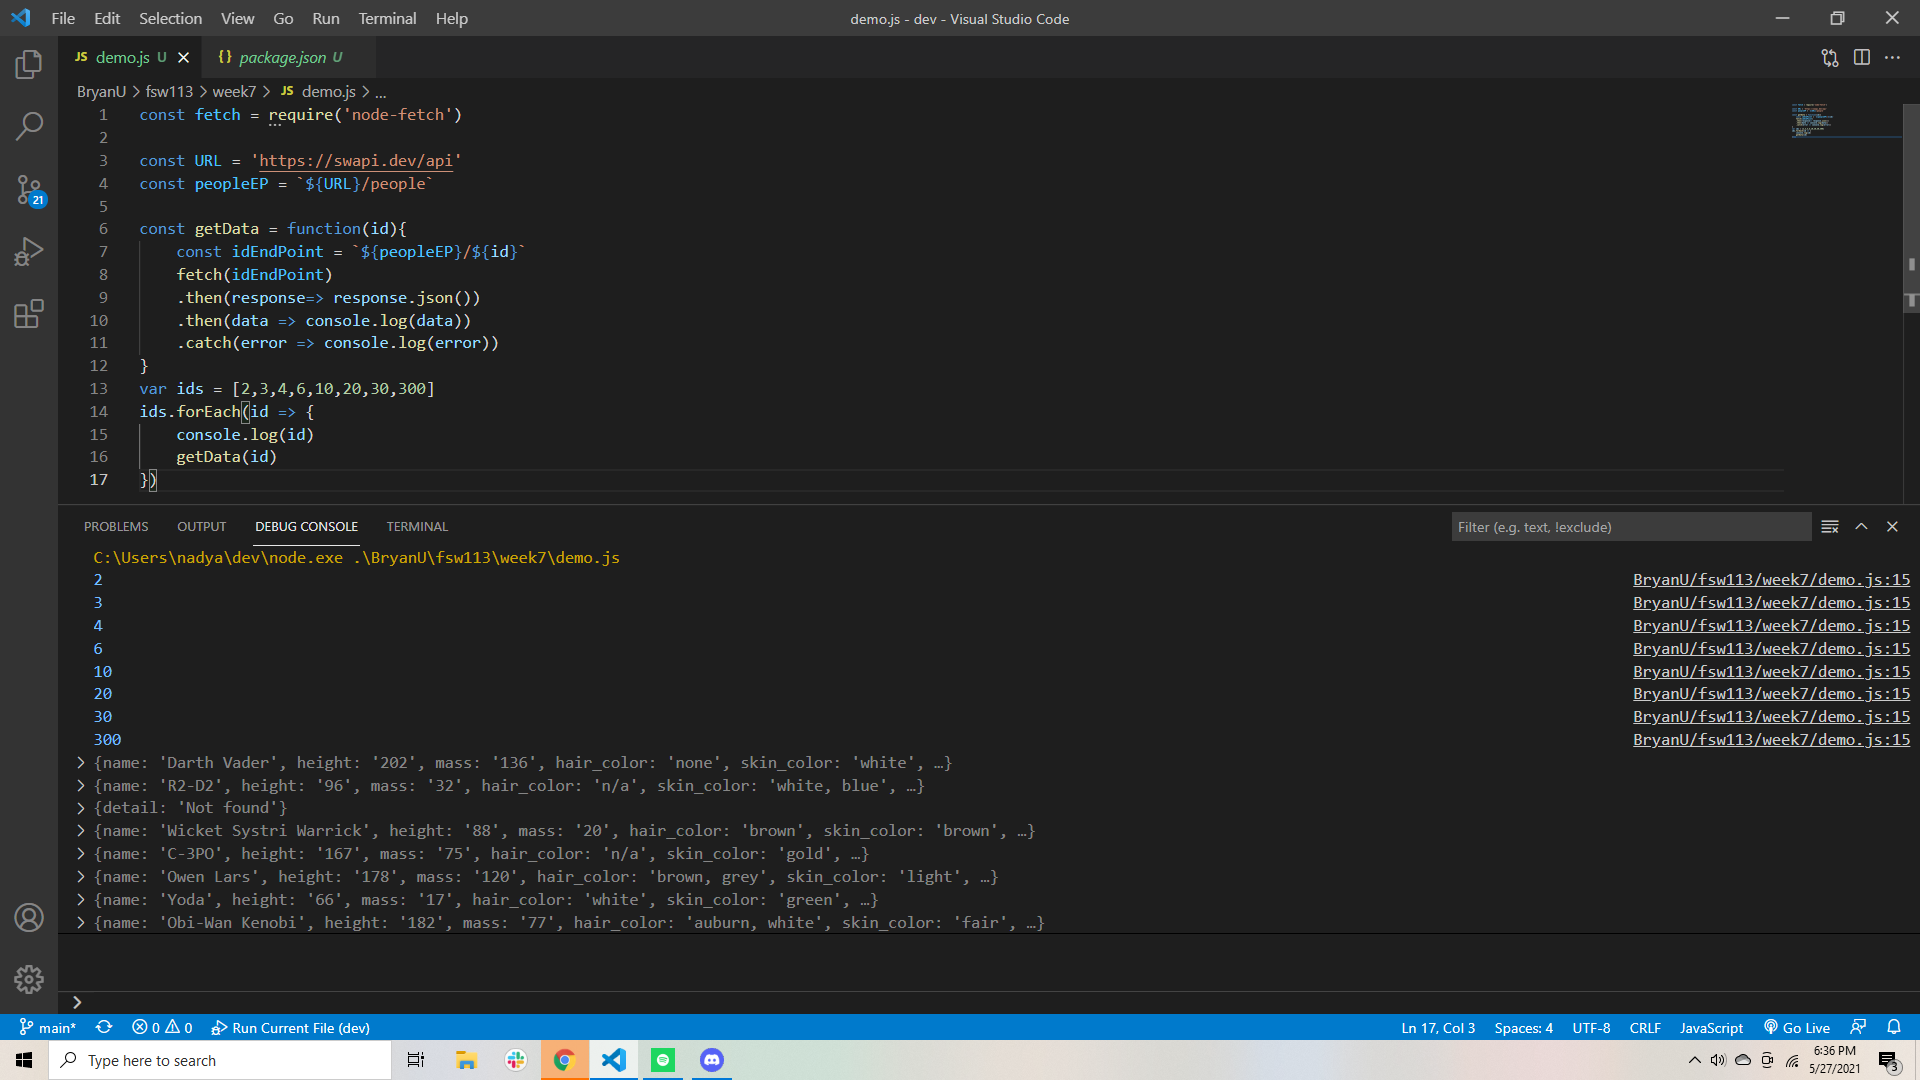 File Edit Selection View Go Run Terminal Help
demo.js - dev - Visual Studio Code
JS demo.js U
{} package.json U
BryanU > fsw113 > week7 > JS demo.js > ...
1 const fetch = require('node-fetch')
2
3 const URL = 'https://swapi.dev/api'
4 const peopleEP = `${URL}/people`
5
6 const getData = function(id){
7 const idEndPoint = `${peopleEP}/${id}`
8 fetch(idEndPoint)
9 .then(response=> response.json())
10 .then(data => console.log(data))
11 .catch(error => console.log(error))
12 }
13 var ids = [2,3,4,6,10,20,30,300]
14 ids.forEach(id => {
15 console.log(id)
16 getData(id)
17 })
21
PROBLEMS OUTPUT DEBUG CONSOLE TERMINAL
Filter (e.g. text, !exclude)
C:\Users\nadya\dev\node.exe .\BryanU\fsw113\week7\demo.js
2 BryanU/fsw113/week7/demo.js:15
3 BryanU/fsw113/week7/demo.js:15
4 BryanU/fsw113/week7/demo.js:15
6 BryanU/fsw113/week7/demo.js:15
10 BryanU/fsw113/week7/demo.js:15
20 BryanU/fsw113/week7/demo.js:15
30 BryanU/fsw113/week7/demo.js:15
300 BryanU/fsw113/week7/demo.js:15
> {name: 'Darth Vader', height: '202', mass: '136', hair_color: 'none', skin_color: 'white', …}
> {name: 'R2-D2', height: '96', mass: '32', hair_color: 'n/a', skin_color: 'white, blue', …}
> {detail: 'Not found'}
> {name: 'Wicket Systri Warrick', height: '88', mass: '20', hair_color: 'brown', skin_color: 'brown', …}
> {name: 'C-3PO', height: '167', mass: '75', hair_color: 'n/a', skin_color: 'gold', …}
> {name: 'Owen Lars', height: '178', mass: '120', hair_color: 'brown, grey', skin_color: 'light', …}
> {name: 'Yoda', height: '66', mass: '17', hair_color: 'white', skin_color: 'green', …}
> {name: 'Obi-Wan Kenobi', height: '182', mass: '77', hair_color: 'auburn, white', skin_color: 'fair', …}
>
main* 0 0 Run Current File (dev)
Ln 17, Col 3 Spaces: 4 UTF-8 CRLF JavaScript Go Live
Type here to search
6:36 PM
5/27/2021
3